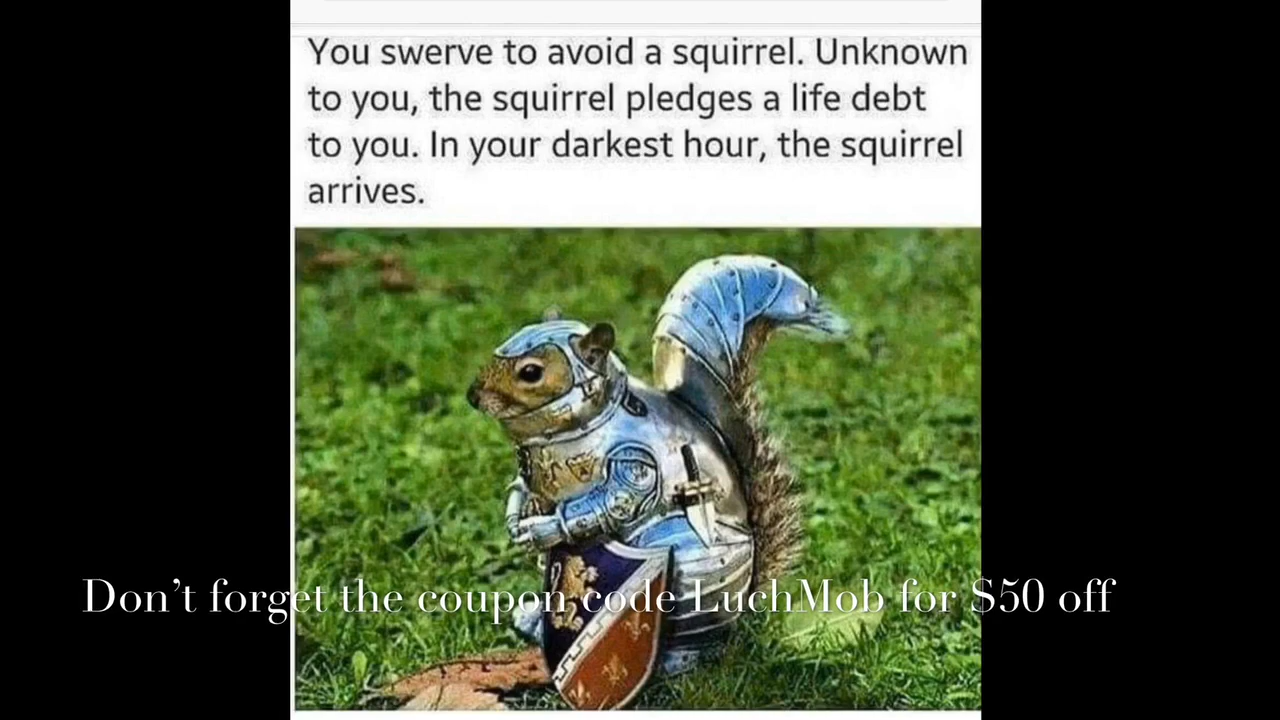 You swerve to avoid a squirrel. Unknown
to you, the squirrel pledges a life debt
to you. In your darkest hour, the squirrel
arrives.
Don't forget the coupon code LuchMob for $50 off